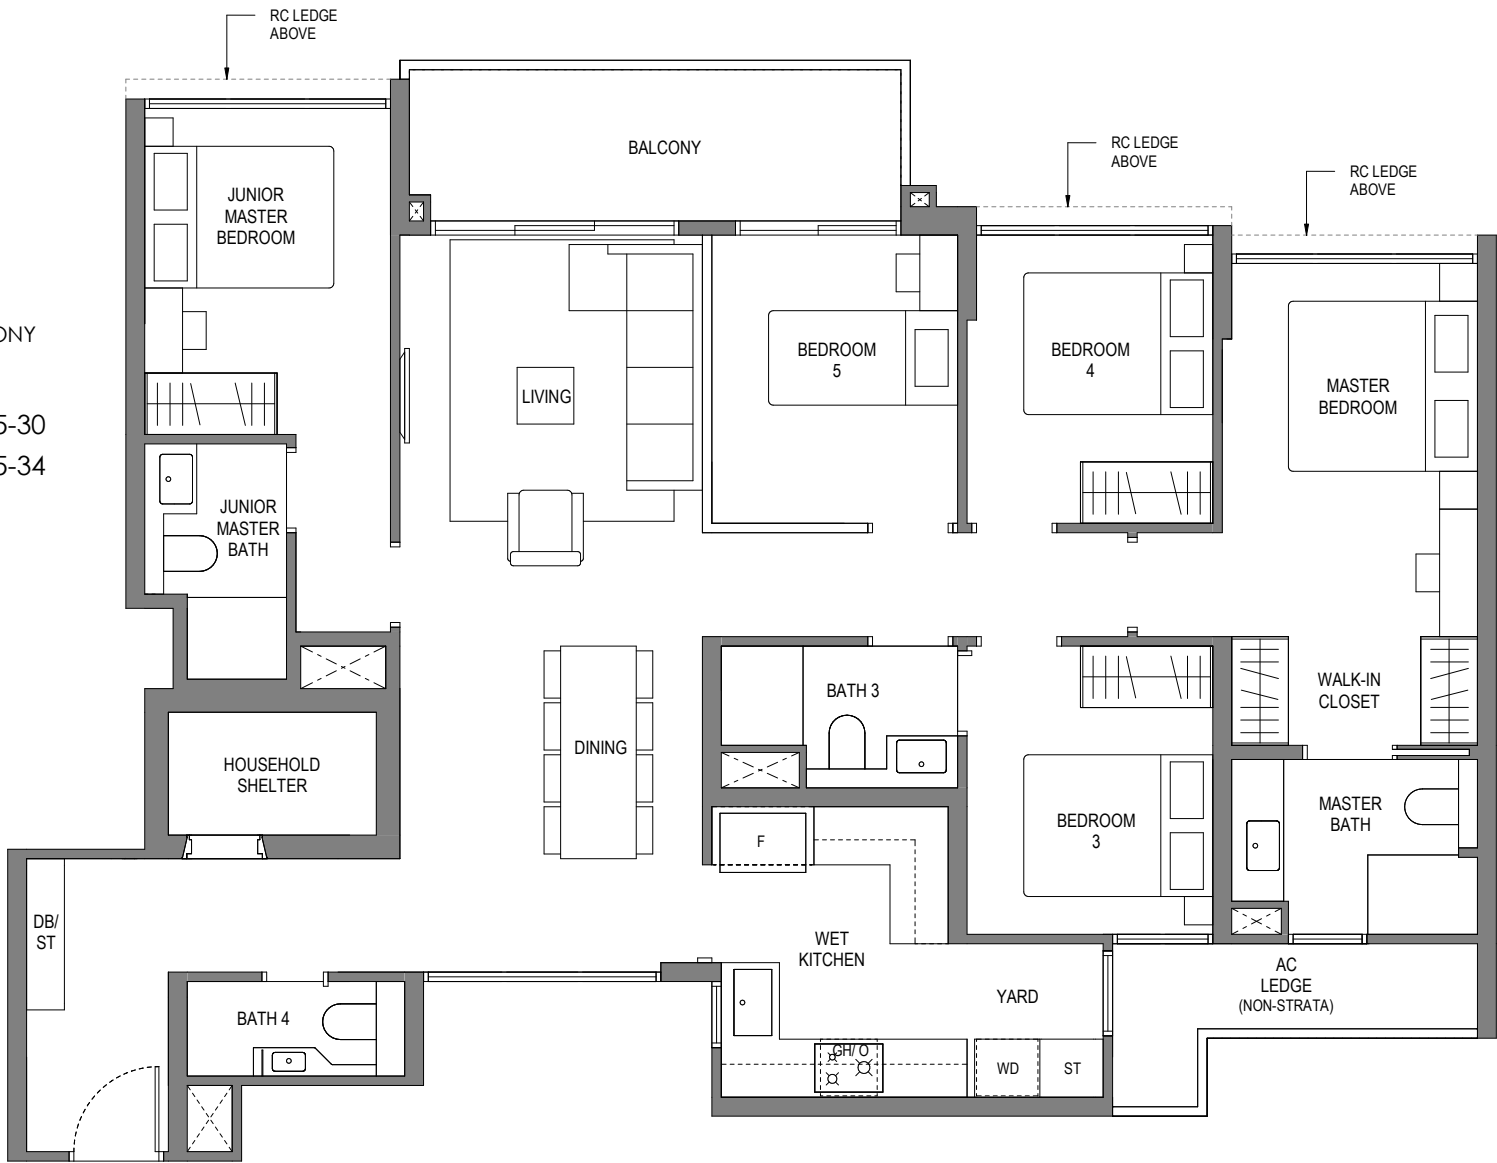 RC LEDGE
ABOVE
BALCONY
RC LEDGE
ABOVE
RC LEDGE
ABOVE
JUNIOR
MASTER
BEDROOM
ONY
5-30
5-34
LIVING
BEDROOM
5
BEDROOM
4
MASTER
BEDROOM
JUNIOR
MASTER
BATH
WALK-IN
CLOSET
BATH 3
DINING
HOUSEHOLD
SHELTER
F
BEDROOM
3
MASTER
BATH
DB/
ST
WET
KITCHEN
YARD
AC
LEDGE
(NON-STRATA)
BATH 4
GH/ O
WD
ST